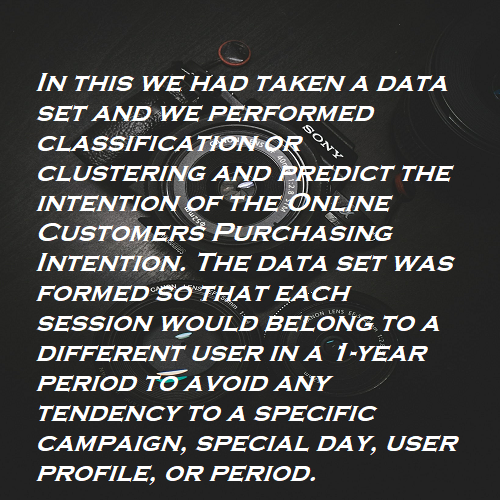 In this we had taken a data
set and we performed
classification or
clustering and predict the
intention of the Online
Customers Purchasing
Intention. The data set was
formed so that each
session would belong to a
different user in a 1-year
period to avoid any
tendency to a specific
campaign, special day, user
profile, or period.
SONY